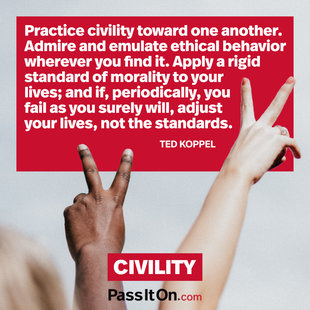 Practice civility toward one another.
Admire and emulate ethical behavior
wherever you find it. Apply a rigid
standard of morality to your
lives; and if, periodically, you
fail as you surely will, adjust
your lives, not the standards.
TED KOPPEL
CIVILITY
PassItOn.com